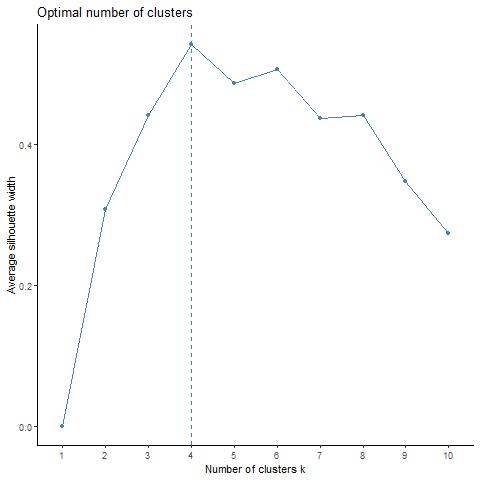 Optimal number of clusters
Average silhouette width
0.4
0.2
0.0
1 2 3 4 5 6 7 8 9 10
Number of clusters k